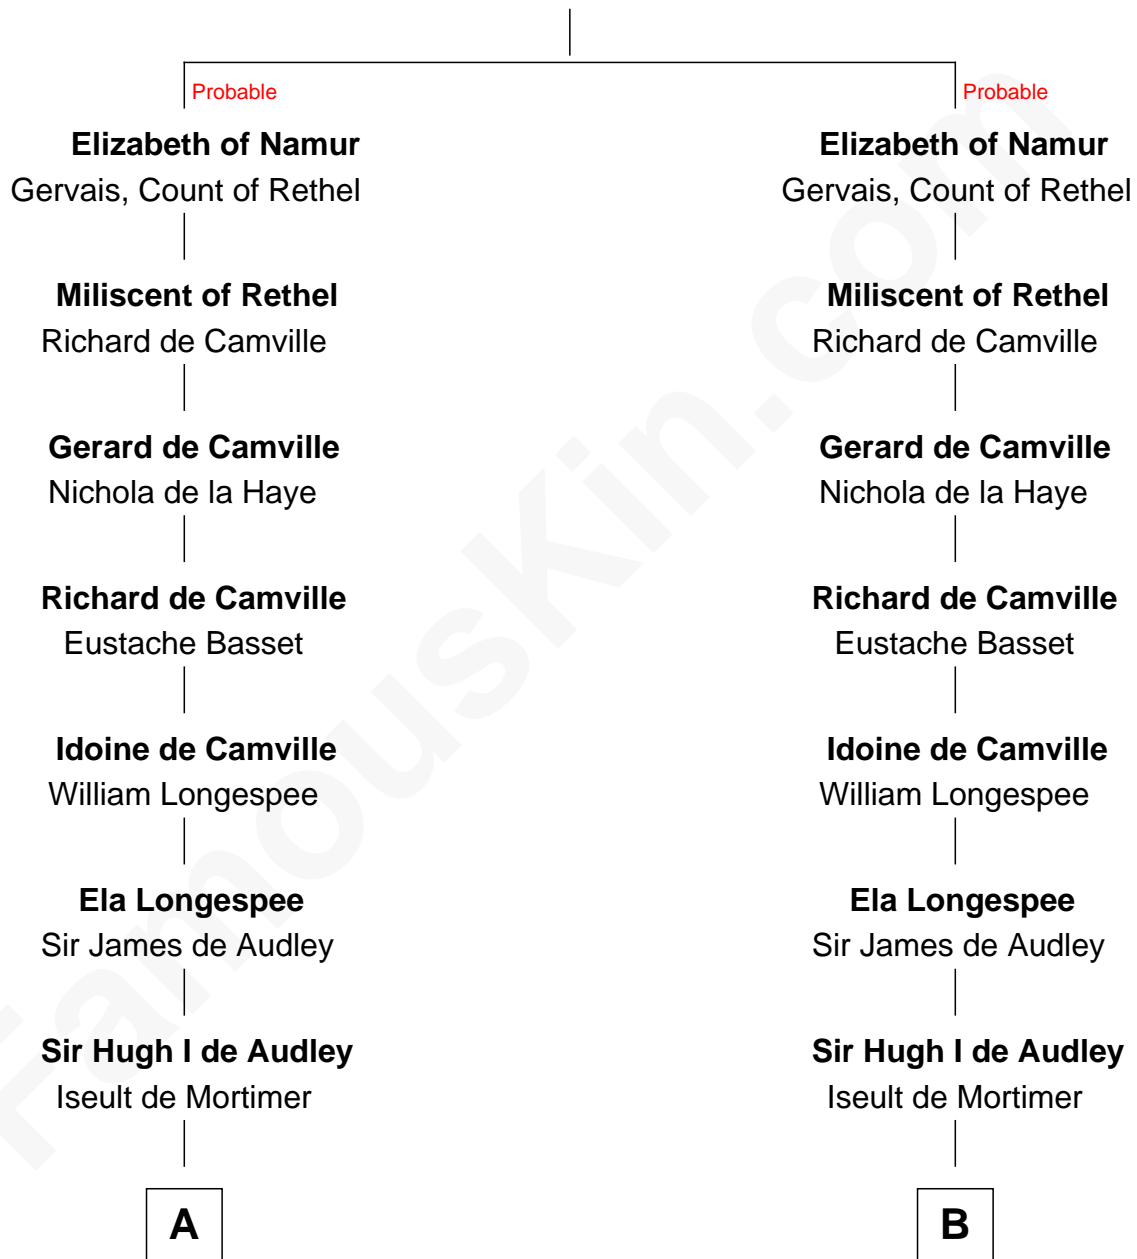 Probable Probable
Elizabeth of Namur Elizabeth of Namur
Gervais, Count of Rethel Gervais, Count of Rethel
Miliscent of Rethel Miliscent of Rethel
Richard de Camville Richard de Camville
Gerard de Camville Gerard de Camville
Nichola de la Haye Nichola de la Haye
Richard de Camville Richard de Camville
Eustache Basset Eustache Basset
Idoine de Camville Idoine de Camville
William Longespee William Longespee
Ela Longespee Ela Longespee
Sir James de Audley Sir James de Audley
Sir Hugh I de Audley Sir Hugh I de Audley
Iseult de Mortimer Iseult de Mortimer
A B
FamousKin.com